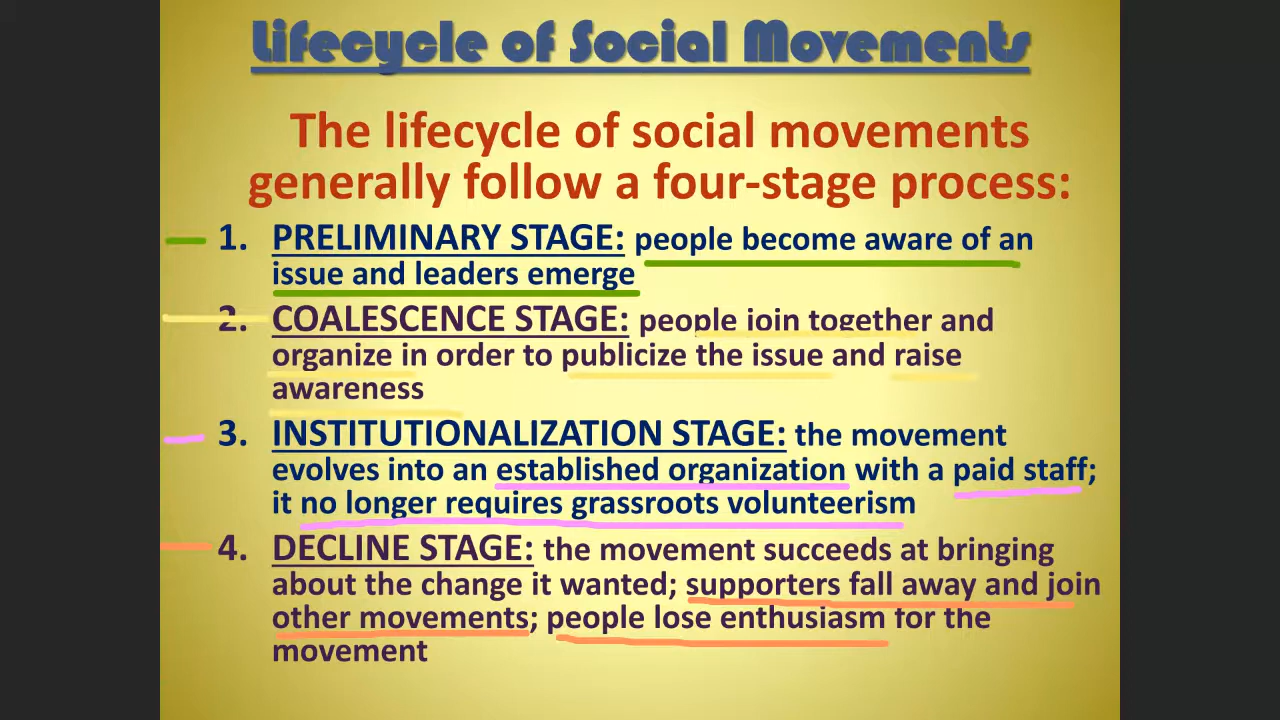 Lifecycle of Social Movements
The lifecycle of social movements
generally follow a four-stage process:
1. PRELIMINARY STAGE: people become aware of an
issue and leaders emerge
2. COALESCENCE STAGE: people join together and
organize in order to publicize the issue and raise
awareness
3. INSTITUTIONALIZATION STAGE: the movement
evolves into an established organization with a paid staff;
it no longer requires grassroots volunteerism
4. DECLINE STAGE: the movement succeeds at bringing
about the change it wanted; supporters fall away and join
other movements; people lose enthusiasm for the
movement